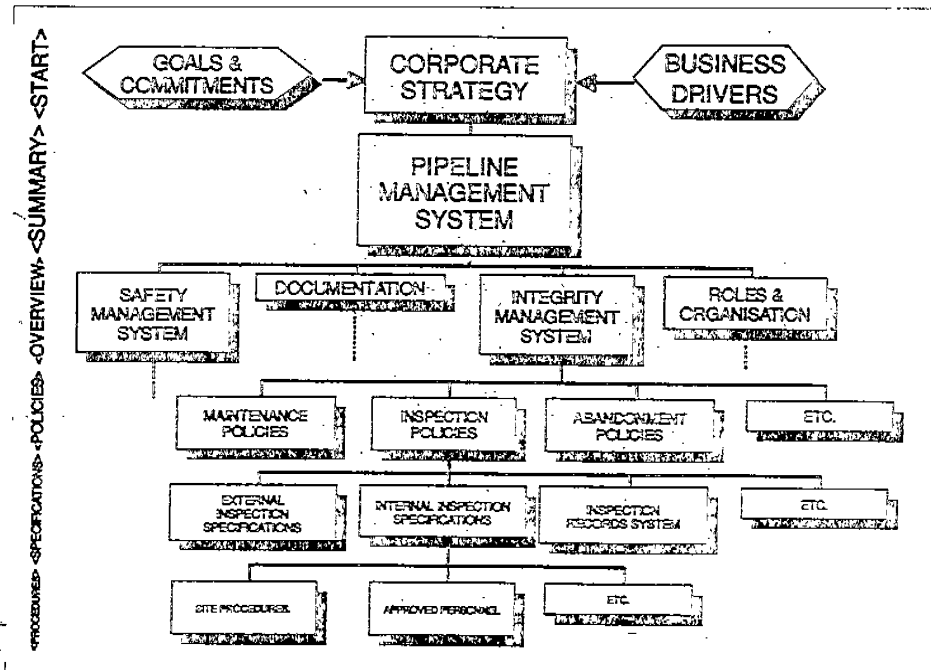 <PROCEDURES> <SPECIFICATIONS> <POLICIES> <OVERVIEW> <SUMMARY> <START>
GOALS &
COMMITMENTS
CORPORATE
STRATEGY
BUSINESS
DRIVERS
PIPELINE
MANAGEMENT
SYSTEM
SAFETY
MANAGEMENT
SYSTEM
DOCUMENTATION
INTEGRITY
MANAGEMENT
SYSTEM
ROLES &
ORGANISATION
MAINTENANCE
POLICIES
INSPECTION
POLICIES
ABANDONMENT
POLICIES
ETC.
EXTERNAL
INSPECTION
SPECIFICATIONS
INTERNAL INSPECTION
SPECIFICATIONS
INSPECTION
RECORDS SYSTEM
ETC.
SITE PROCEDURES
APPROVED PERSONNEL
ETC.